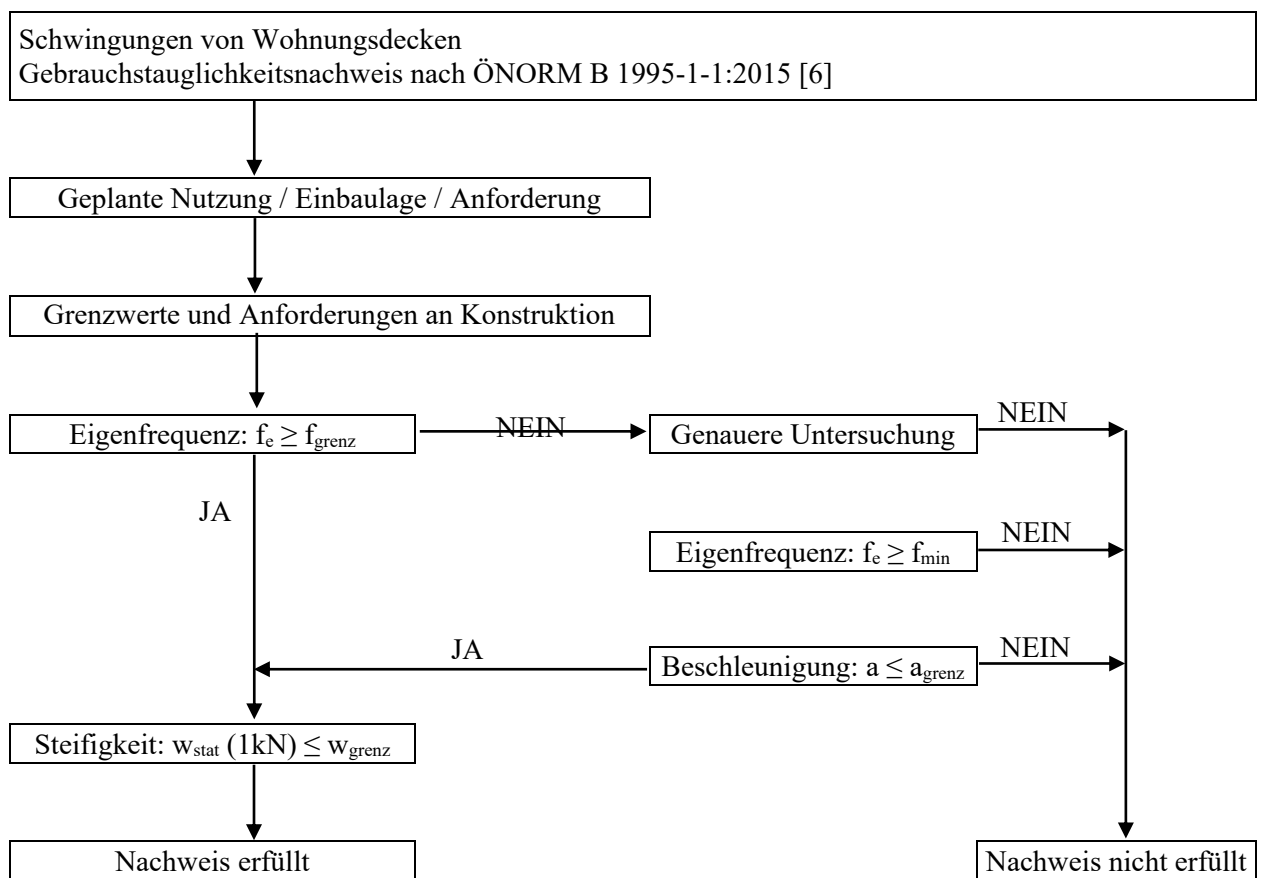 Schwingungen von Wohnungsdecken
Gebrauchstauglichkeitsnachweis nach ÖNORM B 1995-1-1:2015 [6]
Geplante Nutzung / Einbaulage / Anforderung
Grenzwerte und Anforderungen an Konstruktion
Eigenfrequenz: fe ≥ fgrenz
NEIN
Genauere Untersuchung
NEIN
JA
Eigenfrequenz: fe ≥ fmin
NEIN
JA
Beschleunigung: a ≤ agrenz
NEIN
Steifigkeit: wstat (1kN) ≤ wgrenz
Nachweis erfüllt
Nachweis nicht erfüllt